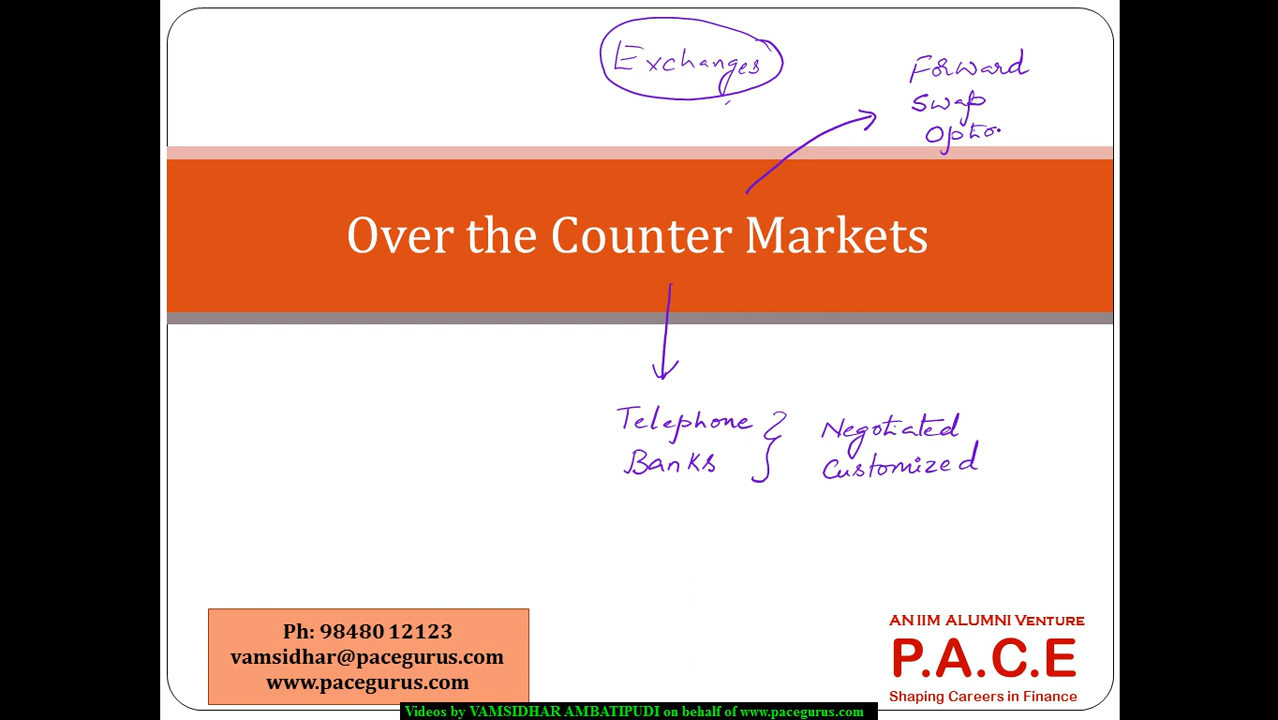 Exchanges
Forward
Swap
Optio
Over the Counter Markets
Telephone
Banks
Negotiated
Customized
Ph: 98480 12123
vamsidhar@pacegurus.com
www.pacegurus.com
AN IIM ALUMNI VENTURE
P.A.C.E
Shaping Careers in Finance
Videos by VAMSIDHAR AMBATIPUDI on behalf of www.pacegurus.com